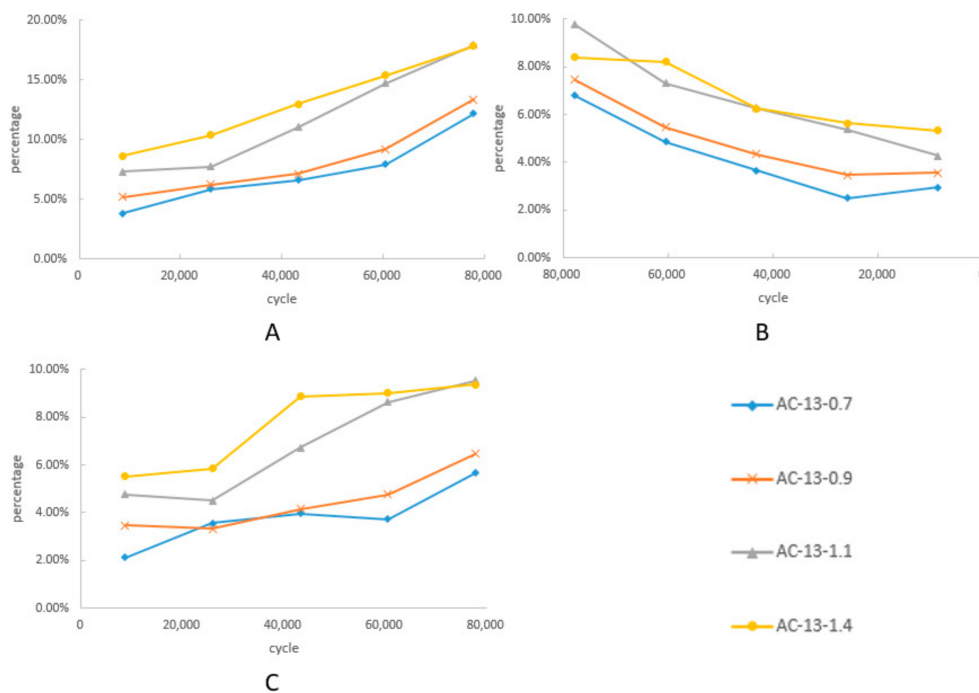 20.00%
15.00%
10.00%
5.00%
0.00%
percentage
0 20,000 40,000 60,000 80,000
cycle
A
10.00%
8.00%
6.00%
4.00%
2.00%
0.00%
percentage
80,000 60,000 40,000 20,000
cycle
B
10.00%
8.00%
6.00%
4.00%
2.00%
0.00%
percentage
0 20,000 40,000 60,000 80,000
cycle
C
AC-13-0.7
AC-13-0.9
AC-13-1.1
AC-13-1.4